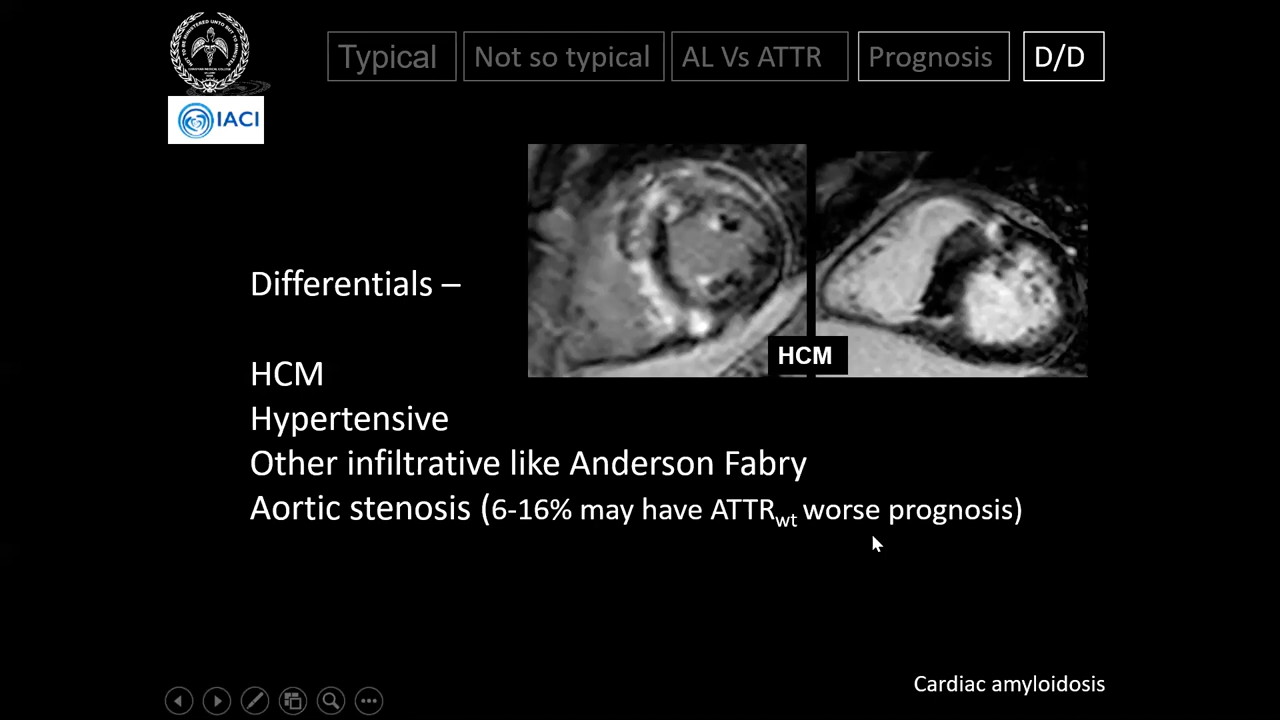 Typical
Not so typical
AL Vs ATTR
Prognosis
D/D
IACI
Differentials –
HCM
HCM
Hypertensive
Other infiltrative like Anderson Fabry
Aortic stenosis (6-16% may have ATTRwt worse prognosis)
Cardiac amyloidosis